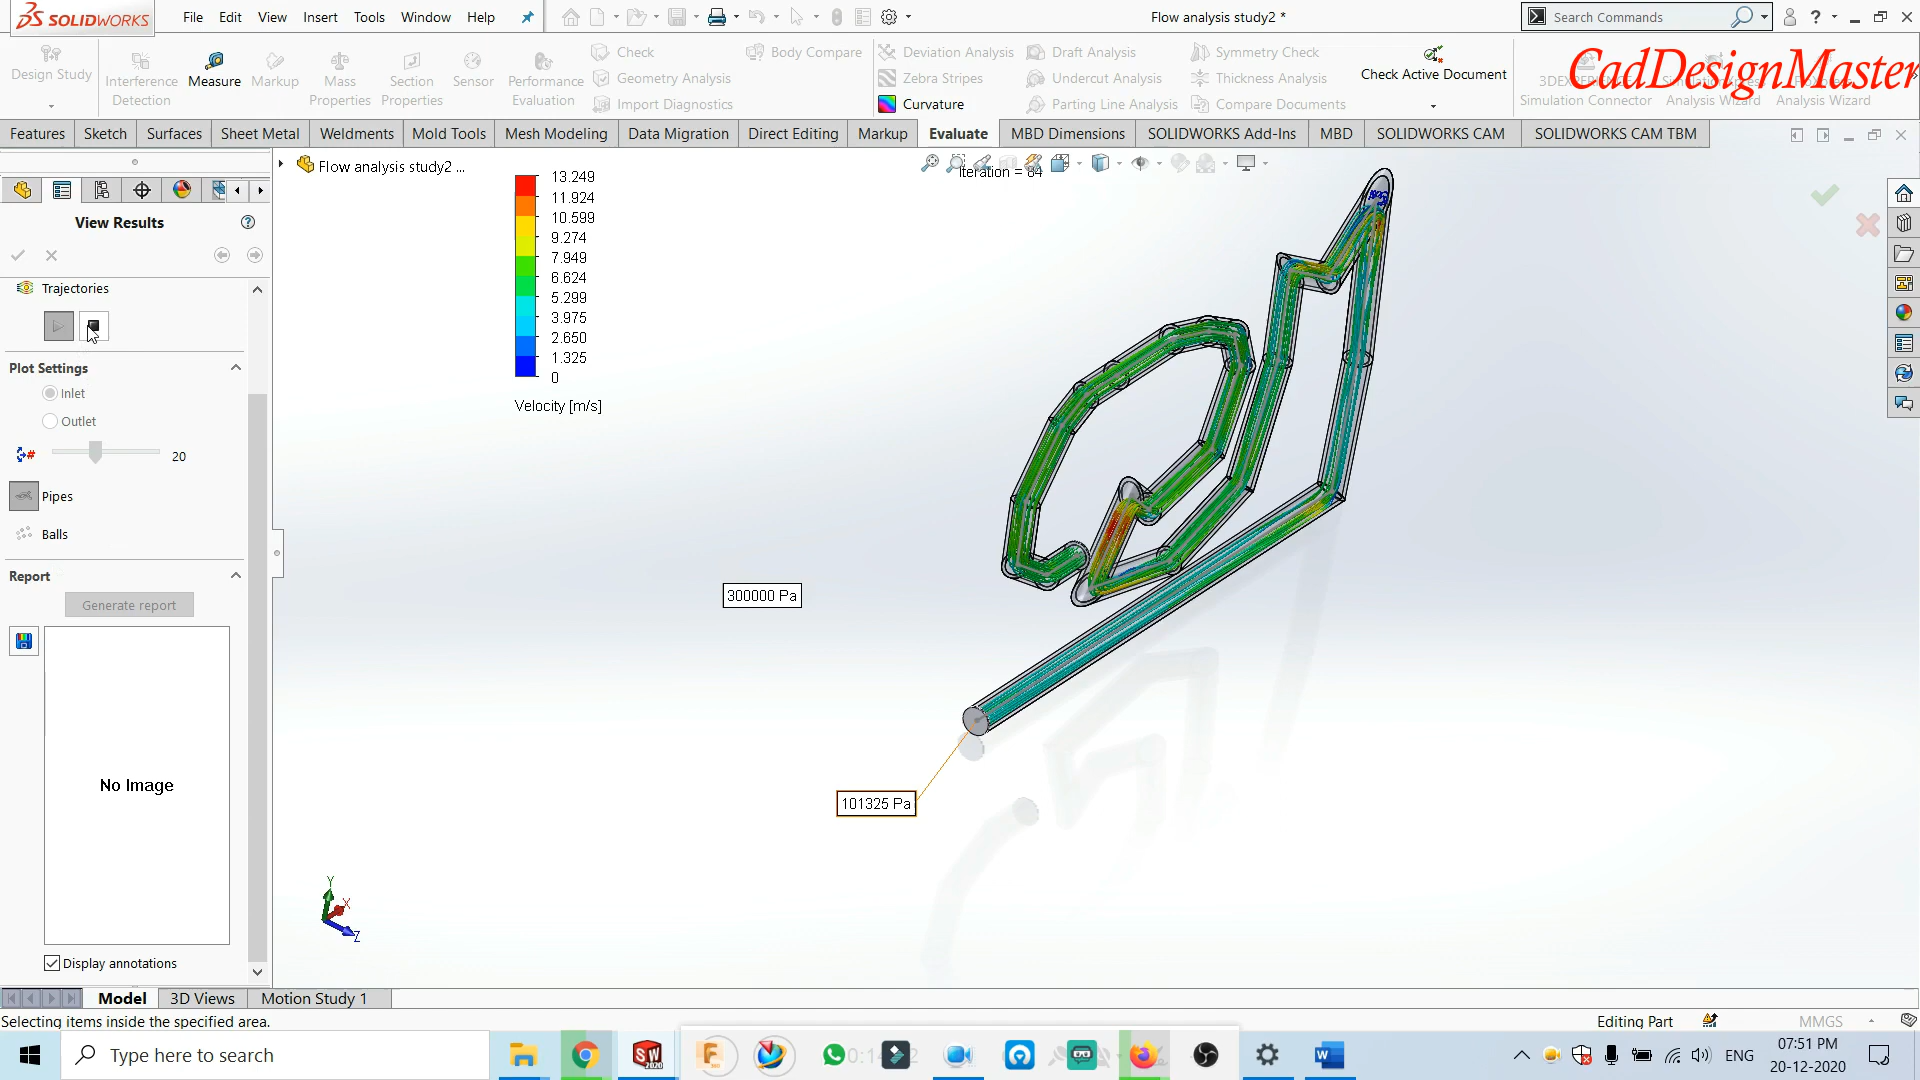 SOLIDWORKS File Edit View Insert Tools Window Help Flow analysis study2 * Search Commands
Design Study Interference Detection Measure Markup Mass Properties Section Properties Sensor Performance Evaluation
Check Body Compare Deviation Analysis Draft Analysis Symmetry Check
Geometry Analysis Zebra Stripes Undercut Analysis Thickness Analysis Check Active Document
Import Diagnostics Curvature Parting Line Analysis Compare Documents
CadDesignMaster
Simulation Connector Analysis Wizard Analysis Wizard
Features Sketch Surfaces Sheet Metal Weldments Mold Tools Mesh Modeling Data Migration Direct Editing Markup Evaluate MBD Dimensions SOLIDWORKS Add-Ins MBD SOLIDWORKS CAM SOLIDWORKS CAM TBM
Flow analysis study2 ...
Iteration = 64
View Results
Trajectories
Plot Settings
Inlet
Outlet
20
Pipes
Balls
Report
Generate report
No Image
Display annotations
13.249
11.924
10.599
9.274
7.949
6.624
5.299
3.975
2.650
1.325
0
Velocity [m/s]
300000 Pa
101325 Pa
Y
X
Z
Model 3D Views Motion Study 1
Selecting items inside the specified area. Editing Part MMGS
Type here to search
ENG
07:51 PM
20-12-2020